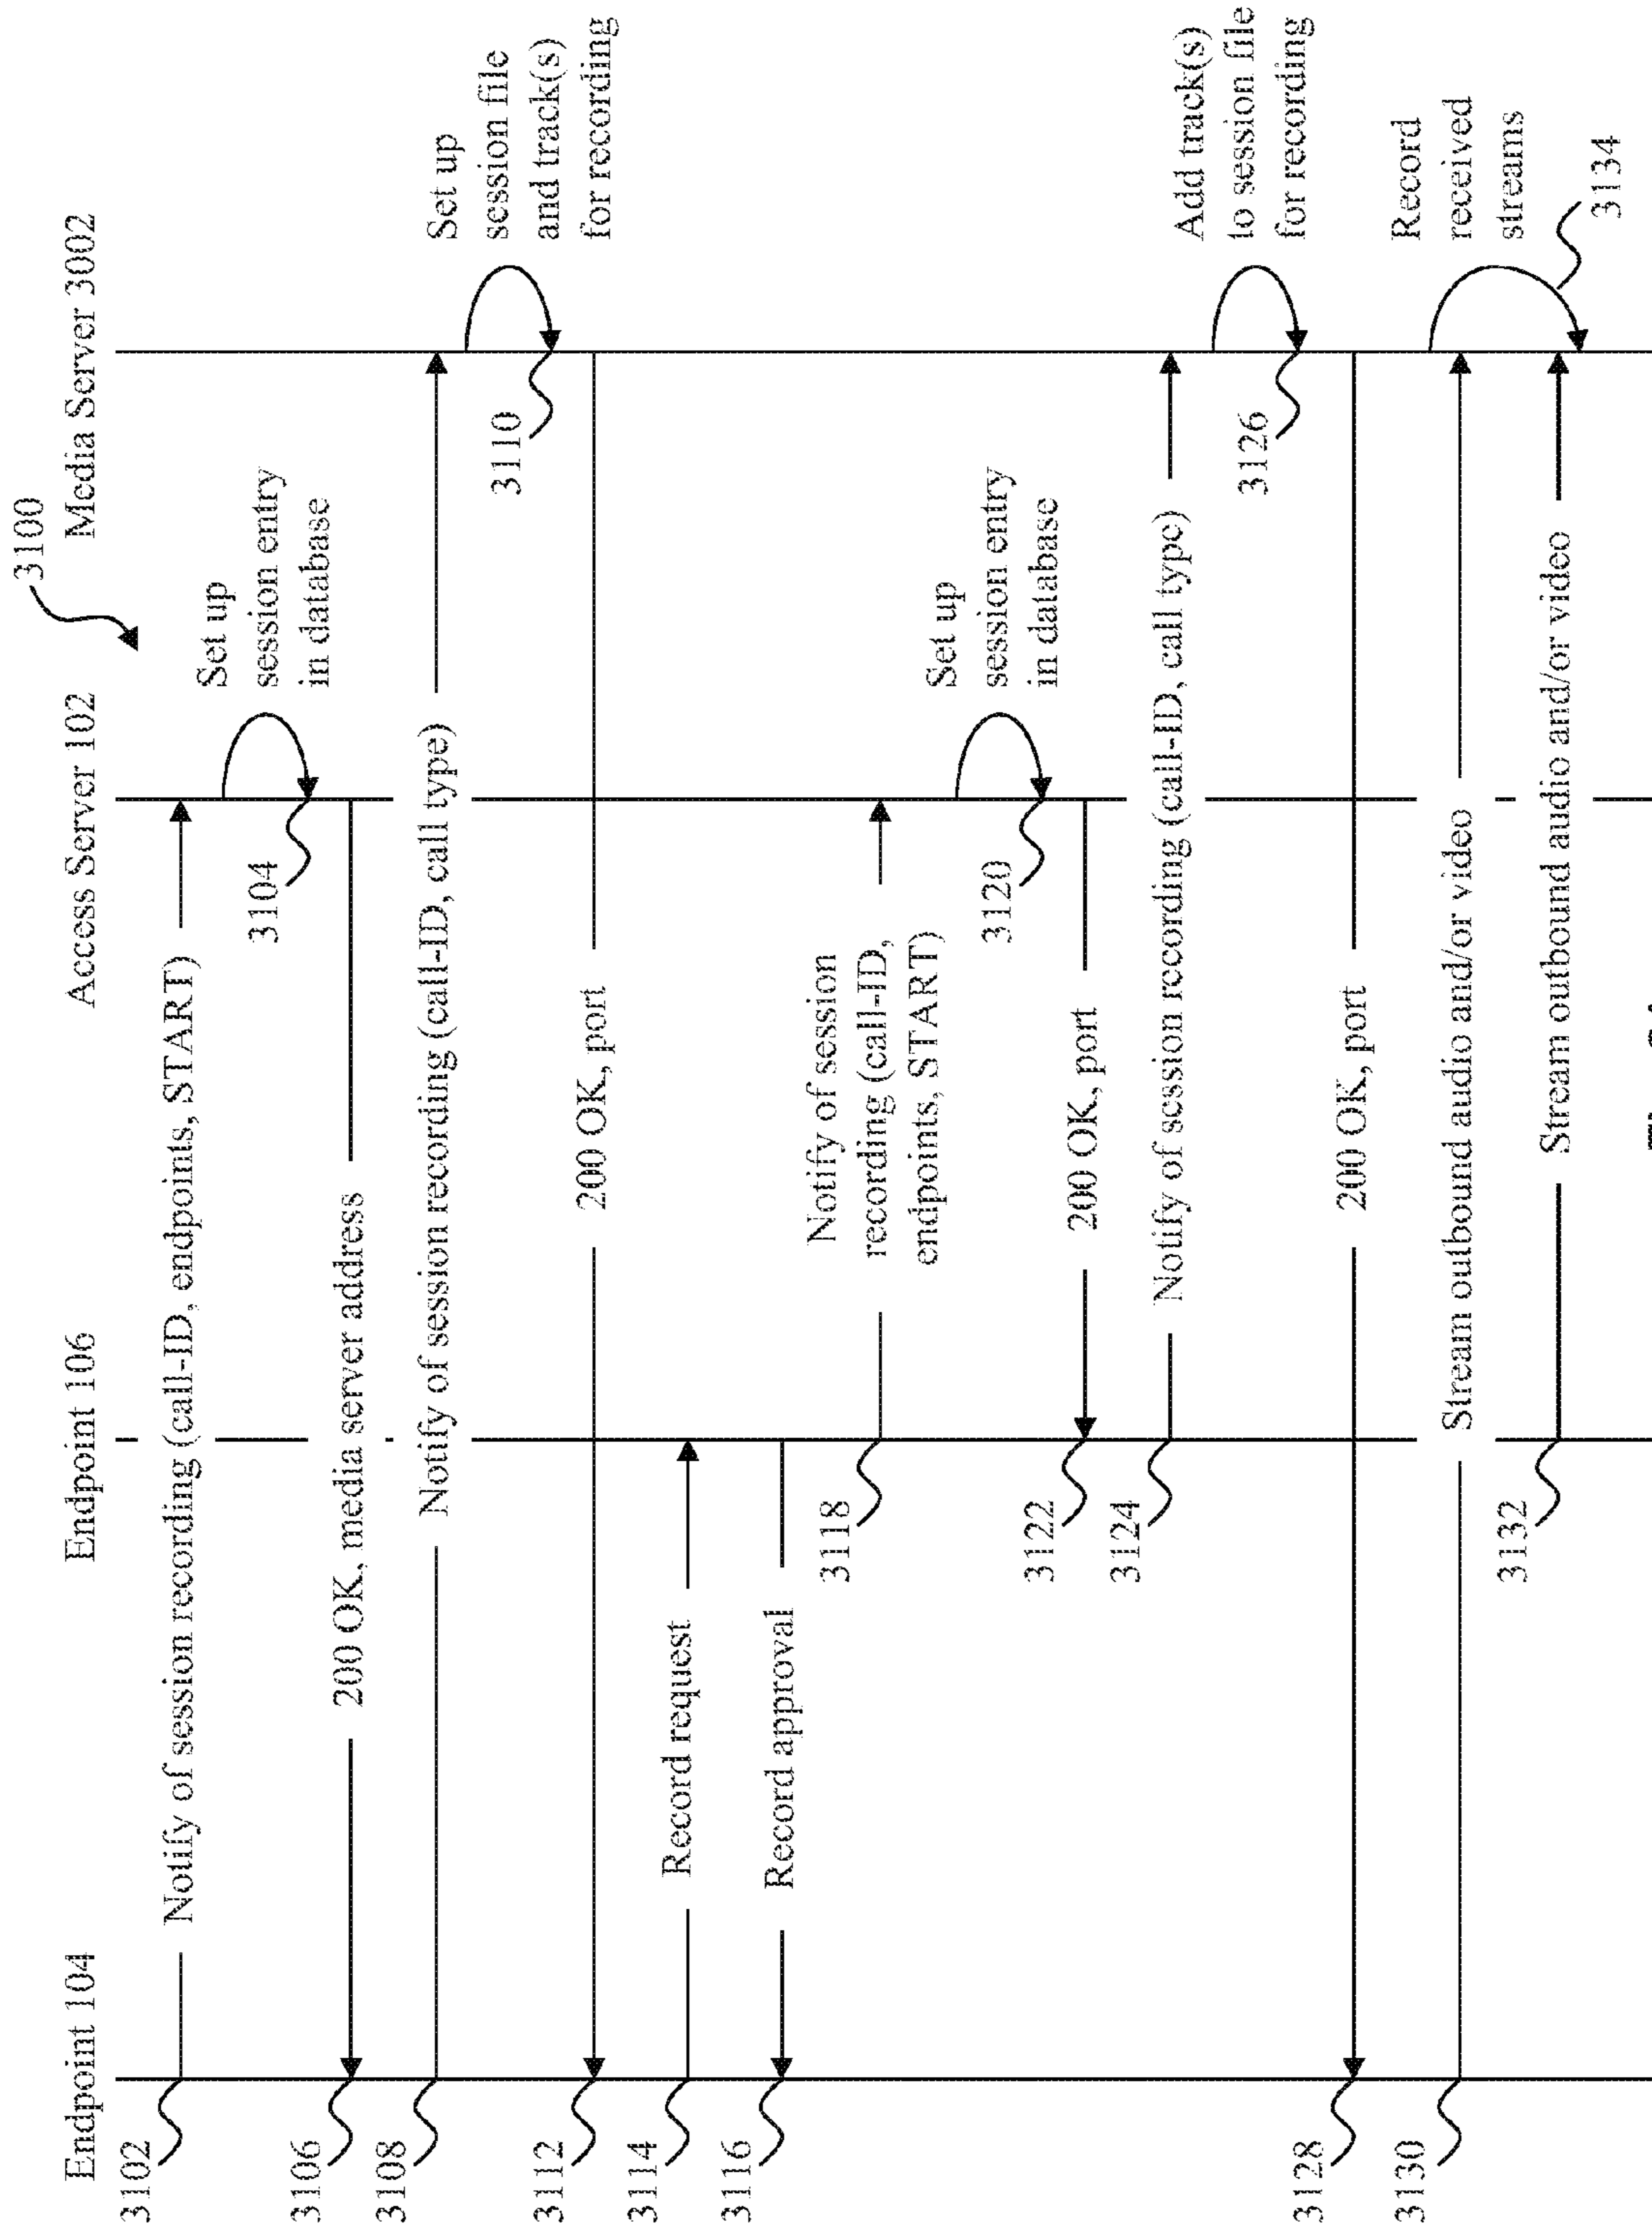 3100
Endpoint 104
Endpoint 106
Access Server 102
Media Server 3002
3102
Notify of session recording (call-ID, endpoints, START)
Set up
session entry
in database
3104
3106
200 OK, media server address
3108
Notify of session recording (call-ID, call type)
Set up
session file
and track(s)
for recording
3110
3112
200 OK, port
3114
Record request
3116
Record approval
3118
Notify of session
recording (call-ID,
endpoints, START)
Set up
session entry
in database
3120
3122
200 OK, port
3124
Notify of session recording (call-ID, call type)
Add track(s)
to session file
for recording
3126
3128
200 OK, port
3130
Stream outbound audio and/or video
Record
received
streams
3132
Stream outbound audio and/or video
3134